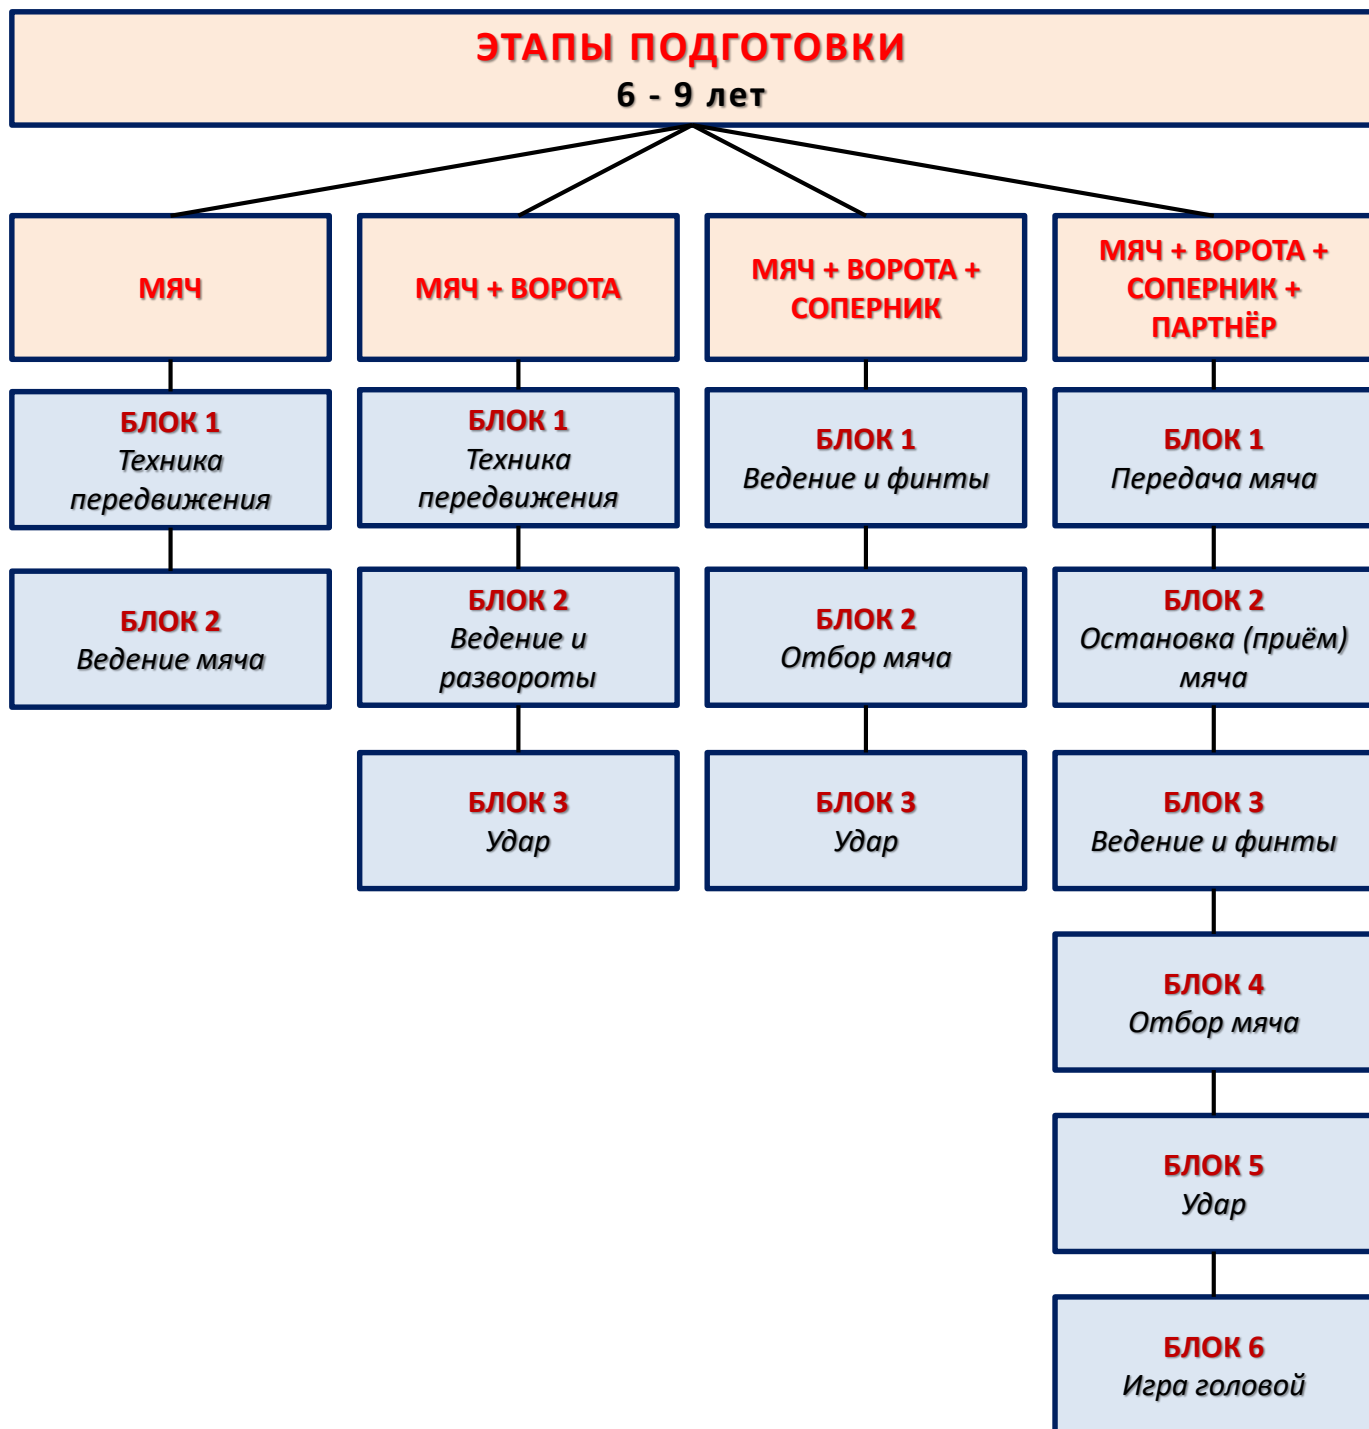 ЭТАПЫ ПОДГОТОВКИ
6 - 9 лет
МЯЧ
БЛОК 1
Техника
передвижения
БЛОК 2
Ведение мяча
МЯЧ + ВОРОТА
БЛОК 1
Техника
передвижения
БЛОК 2
Ведение и
развороты
БЛОК 3
Удар
МЯЧ + ВОРОТА +
СОПЕРНИК
БЛОК 1
Ведение и финты
БЛОК 2
Отбор мяча
БЛОК 3
Удар
МЯЧ + ВОРОТА +
СОПЕРНИК +
ПАРТНЁР
БЛОК 1
Передача мяча
БЛОК 2
Остановка (приём)
мяча
БЛОК 3
Ведение и финты
БЛОК 4
Отбор мяча
БЛОК 5
Удар
БЛОК 6
Игра головой